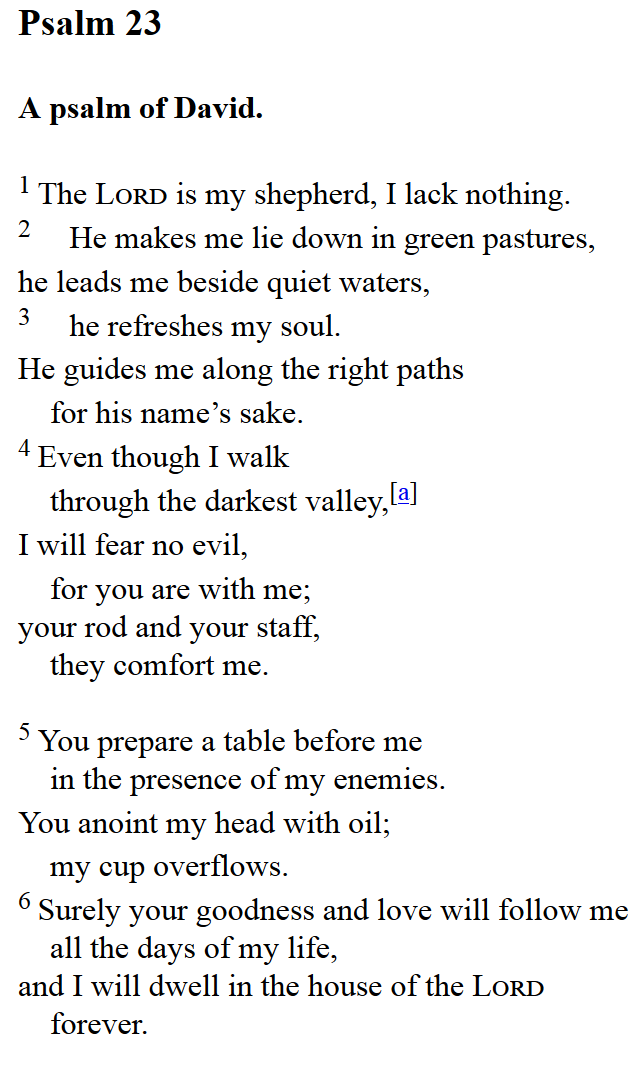 Psalm 23
A psalm of David.
1 The LORD is my shepherd, I lack nothing.
2 He makes me lie down in green pastures,
he leads me beside quiet waters,
3 he refreshes my soul.
He guides me along the right paths
for his name’s sake.
4 Even though I walk
through the darkest valley,[a]
I will fear no evil,
for you are with me;
your rod and your staff,
they comfort me.
5 You prepare a table before me
in the presence of my enemies.
You anoint my head with oil;
my cup overflows.
6 Surely your goodness and love will follow me
all the days of my life,
and I will dwell in the house of the LORD
forever.